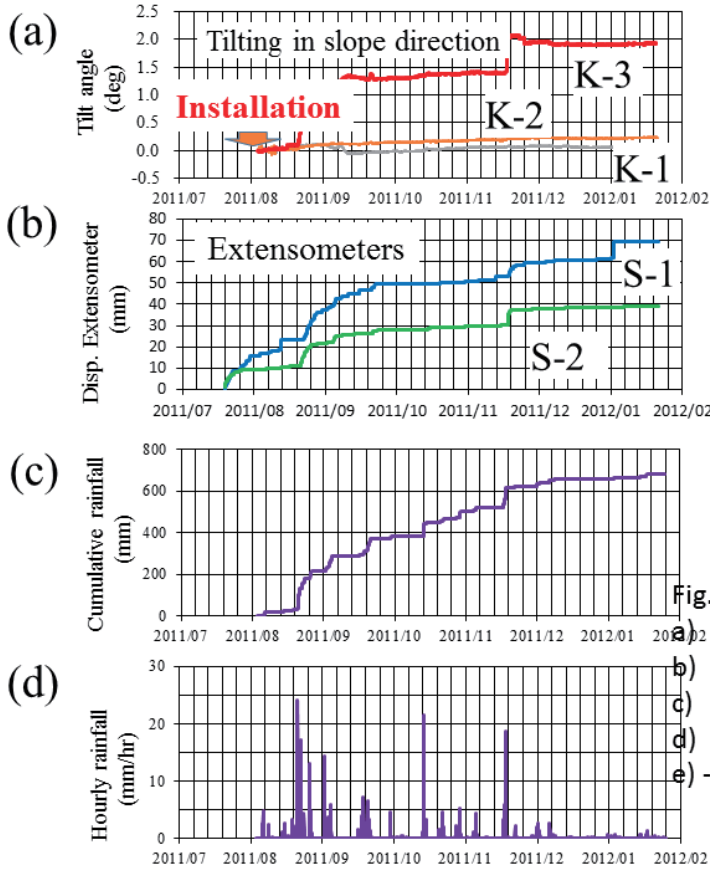 (a)
Tilt angle
(deg)
2.5
2.0
1.5
1.0
0.5
0.0
-0.5
Tilting in slope direction
Installation
K-3
K-2
K-1
2011/07 2011/08 2011/09 2011/10 2011/11 2011/12 2012/01 2012/02
(b)
Disp. Extensometer
(mm)
80
70
60
50
40
30
20
10
0
Extensometers
S-1
S-2
2011/07 2011/08 2011/09 2011/10 2011/11 2011/12 2012/01 2012/02
(c)
Cumulative rainfall
(mm)
800
600
400
200
0
2011/07 2011/08 2011/09 2011/10 2011/11 2011/12 2012/01 2012/02
Fig.
a)
b)
c)
d)
e) -
(d)
Hourly rainfall
(mm/hr)
30
20
10
0
2011/07 2011/08 2011/09 2011/10 2011/11 2011/12 2012/01 2012/02